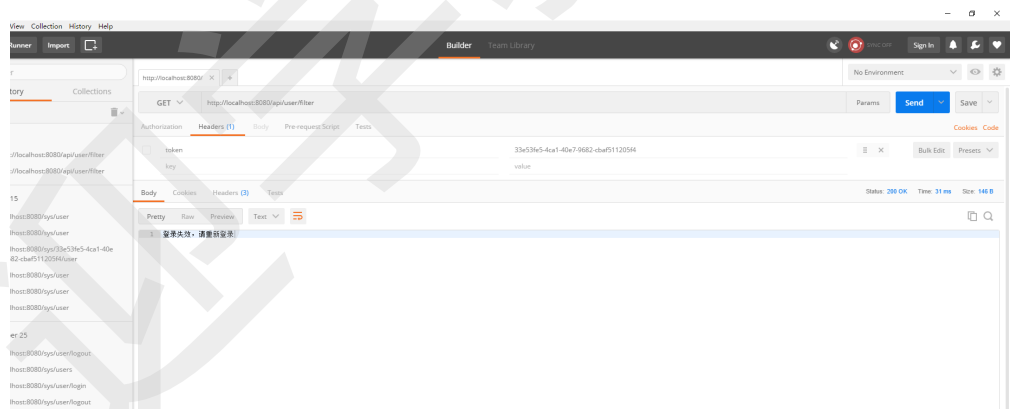 View Collection History Help
Runner Import Builder Team Library SYNC OFF Sign In
http://localhost:8080/ No Environment
tory Collections
GET http://localhost:8080/api/user/filter Params Send Save
Authorization Headers (1) Body Pre-request Script Tests Cookies Code
token 33e53fe5-4ca1-40e7-9682-cbaf511205f4 Bulk Edit Presets
key value
://localhost:8080/api/user/filter
://localhost:8080/api/user/filter
Body Cookies Headers (3) Tests Status: 200 OK Time: 31 ms Size: 146 B
15
Pretty Raw Preview Text
1 登录失效，请重新登录
lhost:8080/sys/user
lhost:8080/sys/user
lhost:8080/sys/33e53fe5-4ca1-40e
682-cbaf511205f4/user
lhost:8080/sys/user
lhost:8080/sys/user
lhost:8080/sys/user
er 25
lhost:8080/sys/user/logout
lhost:8080/sys/users
lhost:8080/sys/user/login
lhost:8080/sys/user/logout